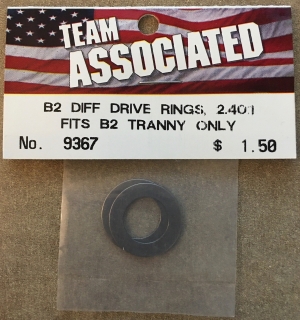 TEAM
ASSOCIATED
B2 DIFF DRIVE RINGS, 2.40:1
FITS B2 TRANNY ONLY
No. 9367 $ 1.50